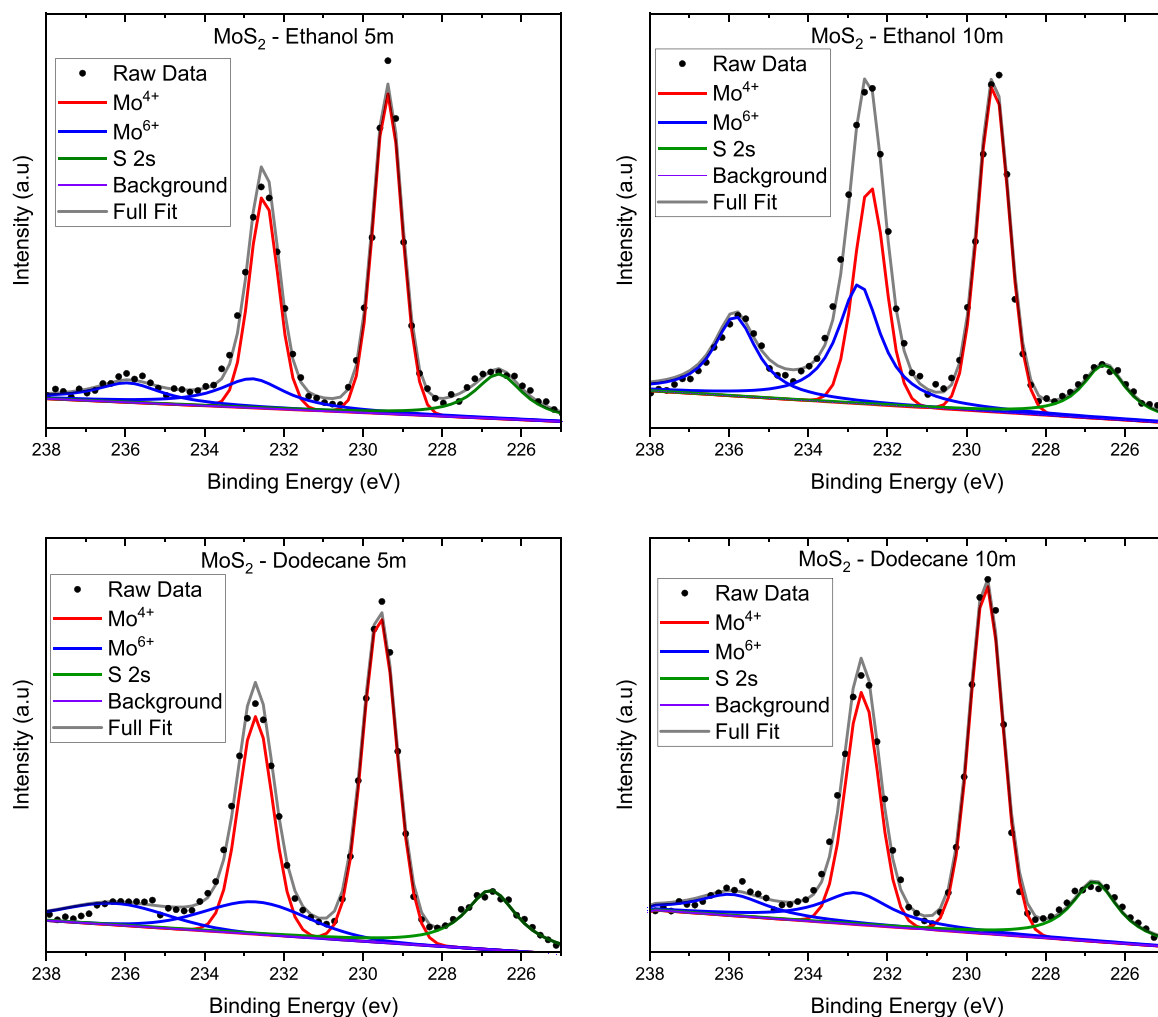 MoS₂ - Ethanol 5m
Raw Data
Mo⁴⁺
Mo⁶⁺
S 2s
Background
Full Fit
Intensity (a.u)
238 236 234 232 230 228 226
Binding Energy (eV)
MoS₂ - Ethanol 10m
Raw Data
Mo⁴⁺
Mo⁶⁺
S 2s
Background
Full Fit
Intensity (a.u)
238 236 234 232 230 228 226
Binding Energy (eV)
MoS₂ - Dodecane 5m
Raw Data
Mo⁴⁺
Mo⁶⁺
S 2s
Background
Full Fit
Intensity (a.u)
238 236 234 232 230 228 226
Binding Energy (ev)
MoS₂ - Dodecane 10m
Raw Data
Mo⁴⁺
Mo⁶⁺
S 2s
Background
Full Fit
Intensity (a.u)
238 236 234 232 230 228 226
Binding Energy (eV)